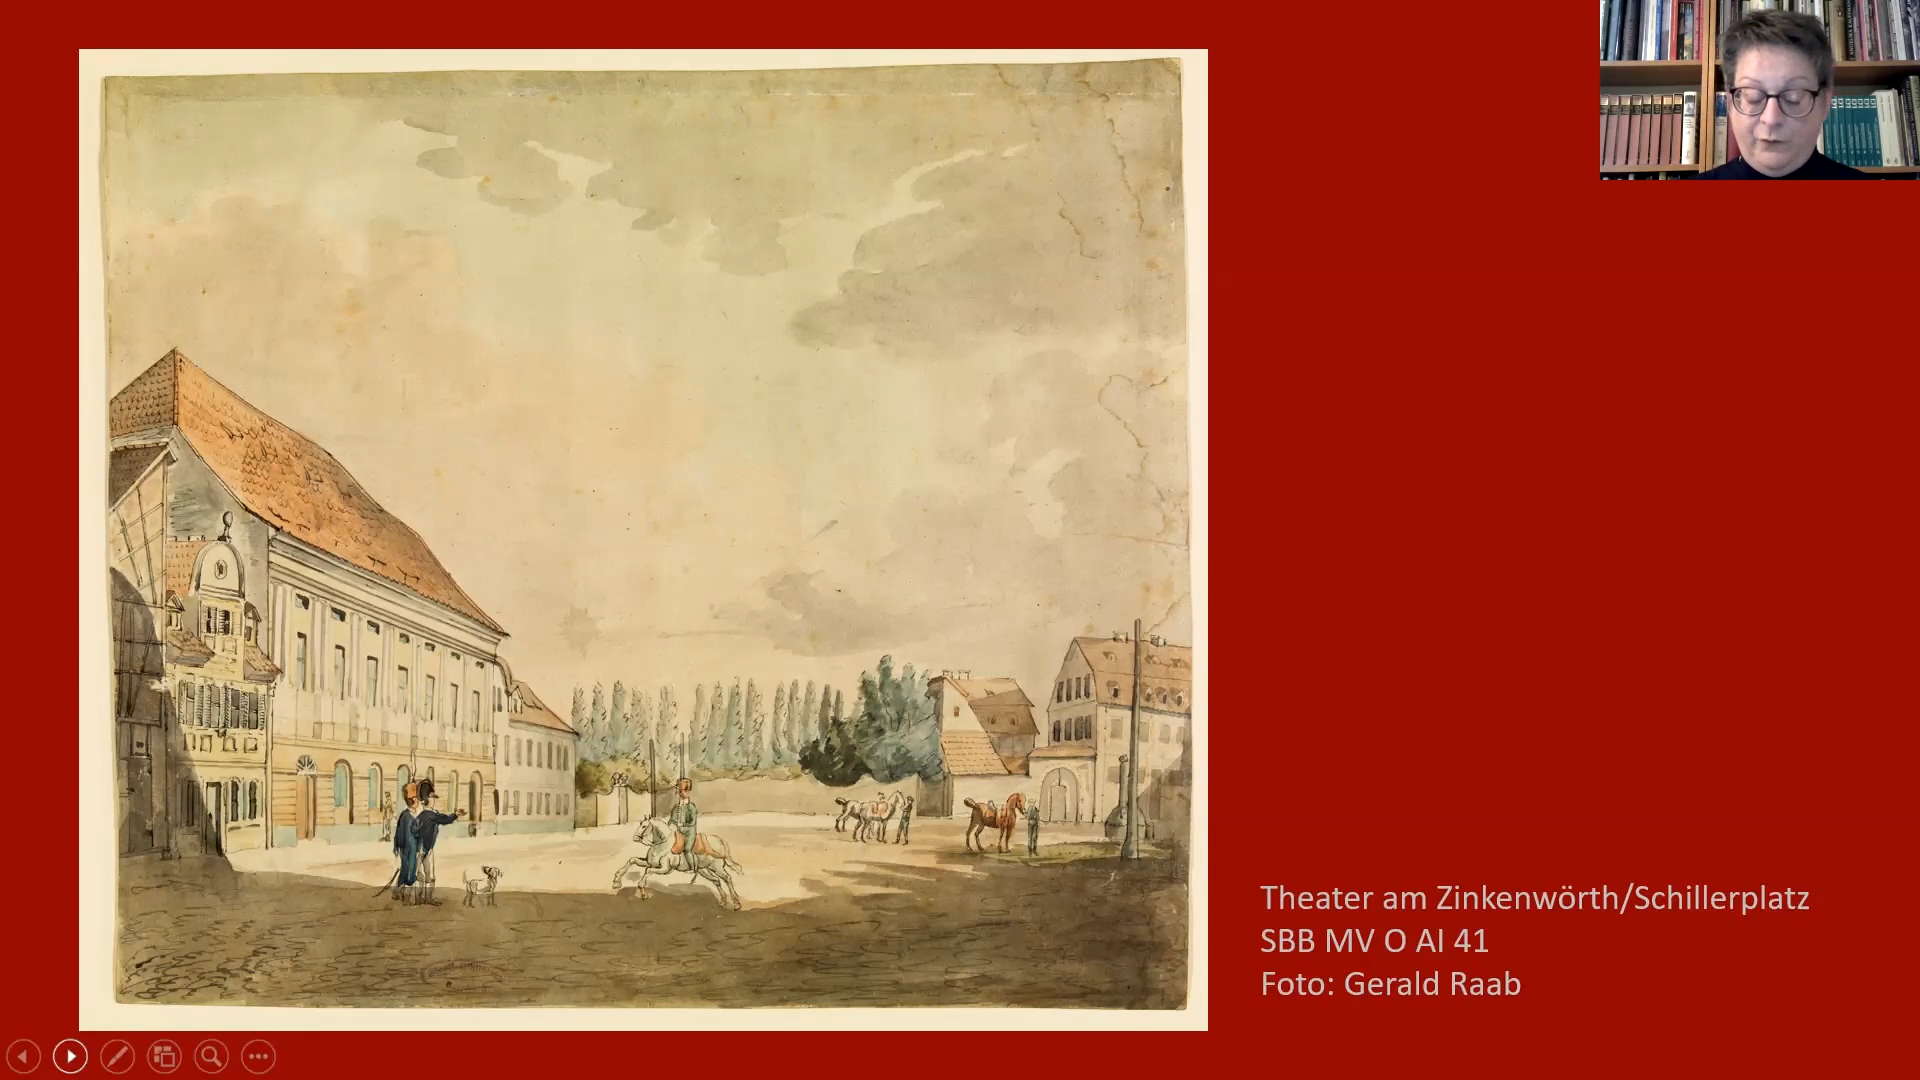 Theater am Zinkenwörth/Schillerplatz
SBB MV O AI 41
Foto: Gerald Raab